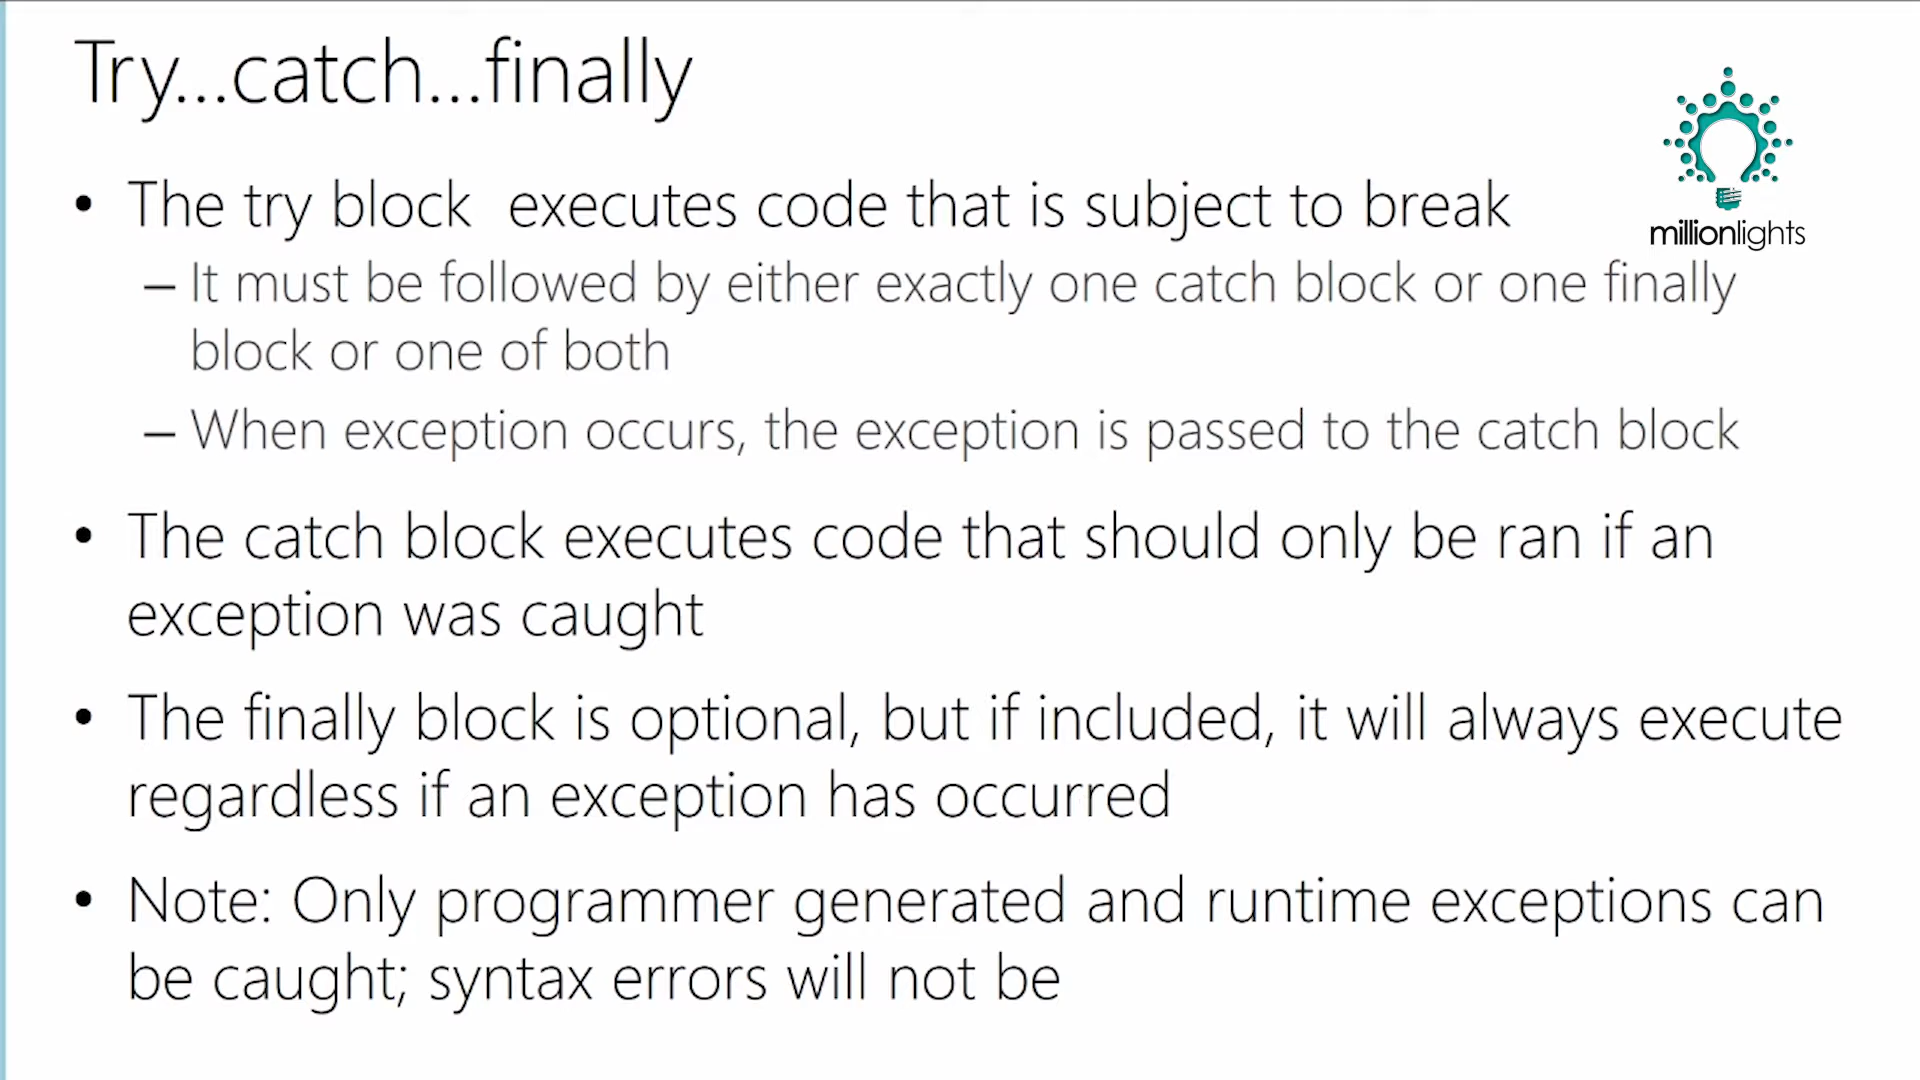 Try...catch...finally
millionlights
• The try block  executes code that is subject to break
– It must be followed by either exactly one catch block or one finally
block or one of both
– When exception occurs, the exception is passed to the catch block
• The catch block executes code that should only be ran if an
exception was caught
• The finally block is optional, but if included, it will always execute
regardless if an exception has occurred
• Note: Only programmer generated and runtime exceptions can
be caught; syntax errors will not be